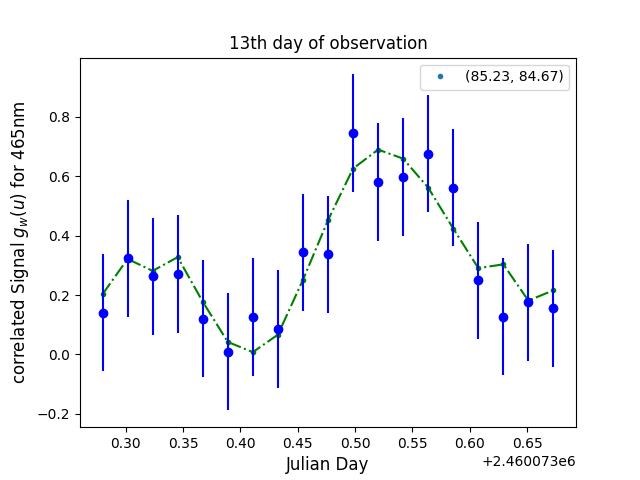 13th day of observation
(85.23, 84.67)
correlated Signal g_w(u) for 465nm
0.8
0.6
0.4
0.2
0.0
−0.2
0.30 0.35 0.40 0.45 0.50 0.55 0.60 0.65
+2.460073e6
Julian Day